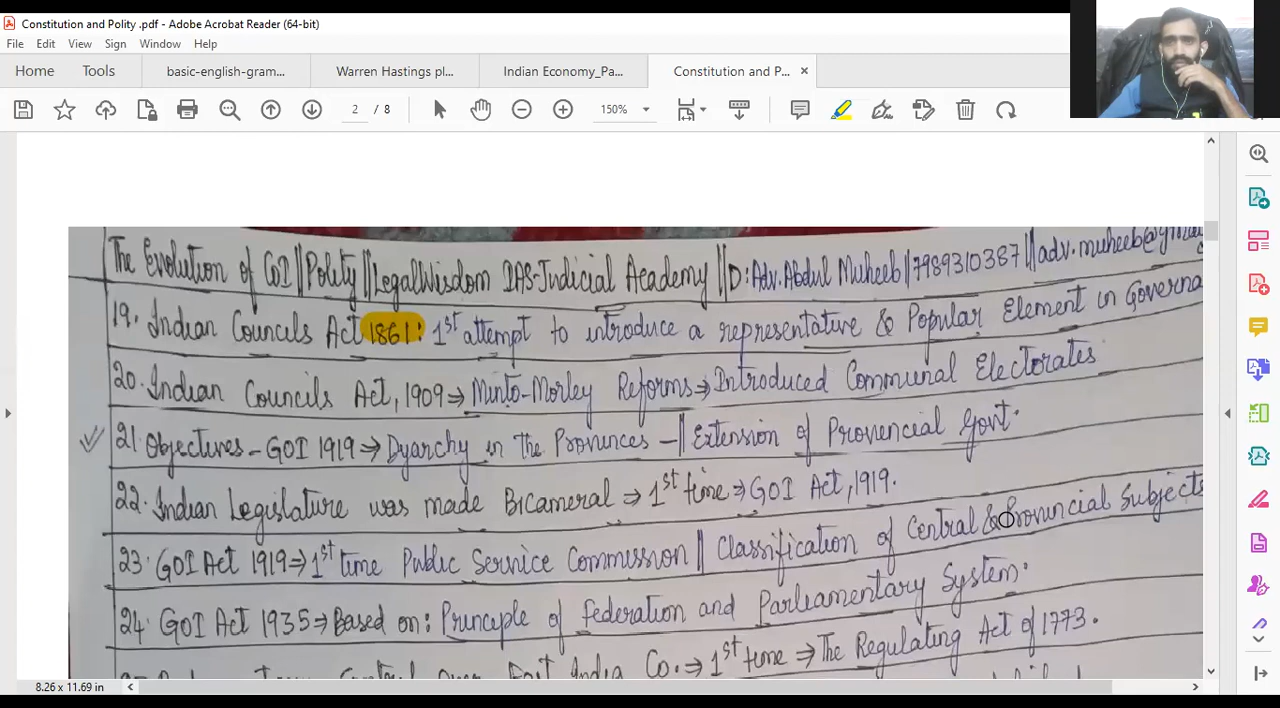 Constitution and Polity .pdf - Adobe Acrobat Reader (64-bit)
File Edit View Sign Window Help
Home Tools basic-english-gram... Warren Hastings pl... Indian Economy_Pa... Constitution and P... ×
2 / 8 150%
The Evolution of COI || Polity || LegalWisdom IAS-Judicial Academy || D: Adv. Abdul Muheeb || 7989310387 || adv.muheeb@gmai
19. Indian Councils Act 1861: 1st attempt to introduce a representative & Popular Element in Governa
20. Indian Councils Act, 1909 ⇒ Minto-Morley Reforms ⇒ Introduced Communal Electorates
21. Objectives - GOI 1919 ⇒ Dyarchy in the Provinces - || Extension of Provincial Govt.
22. Indian Legislature was made Bicameral ⇒ 1st time ⇒ GOI Act, 1919.
23. GOI Act 1919 ⇒ 1st time Public Service Commission || Classification of Central & Provincial Subjects
24. GOI Act 1935 ⇒ Based on: Principle of Federation and Parliamentary System.
Co. ⇒ 1st time ⇒ The Regulating Act of 1773.
8.26 x 11.69 in